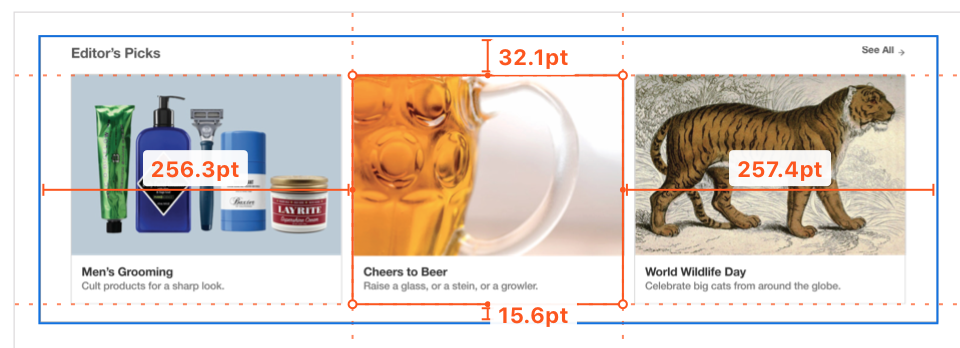 Editor's Picks
32.1pt
See All →
256.3pt
257.4pt
Baxter
LAYRITE
Men's Grooming
Cheers to Beer
World Wildlife Day
Cult products for a sharp look.
Raise a glass, or a stein, or a growler.
Celebrate big cats from around the globe.
15.6pt